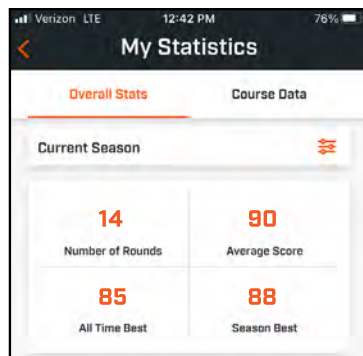 Verizon LTE 12:42 PM 76%
My Statistics
Overall Stats Course Data
Current Season
14 90
Number of Rounds Average Score
85 88
All Time Best Season Best